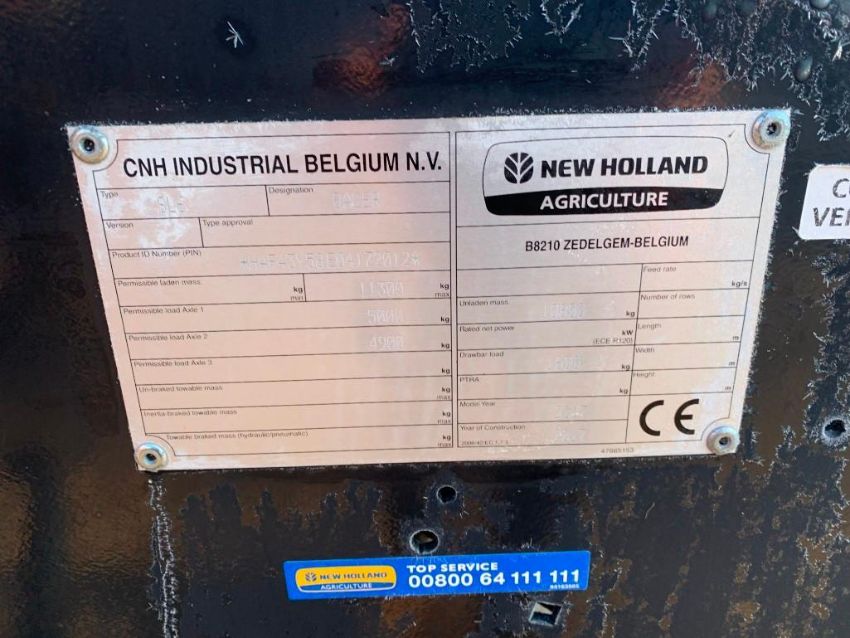 CNH INDUSTRIAL BELGIUM N.V.
Type
Designation
BALER
Version
Type approval
Product ID Number (PIN)
Permissible laden mass
kg min
11300
kg max
Permissible load Axle 1
kg
Permissible load Axle 2
4900
kg
Permissible load Axle 3
kg
Un-braked towable mass
kg max
Inertia-braked towable mass
kg max
Towable braked mass (hydraulic/pneumatic)
kg max
NEW HOLLAND
AGRICULTURE
B8210 ZEDELGEM-BELGIUM
Feed rate
kg/s
Unladen mass
kg
Number of rows
Rated net power
kW
(ECE R120)
Length
m
Drawbar load
kg
Width
m
PTRA
kg
Height
m
Model Year
Year of Construction
CE
47985153
CO
VER
NEW HOLLAND
AGRICULTURE
TOP SERVICE
00800 64 111 111